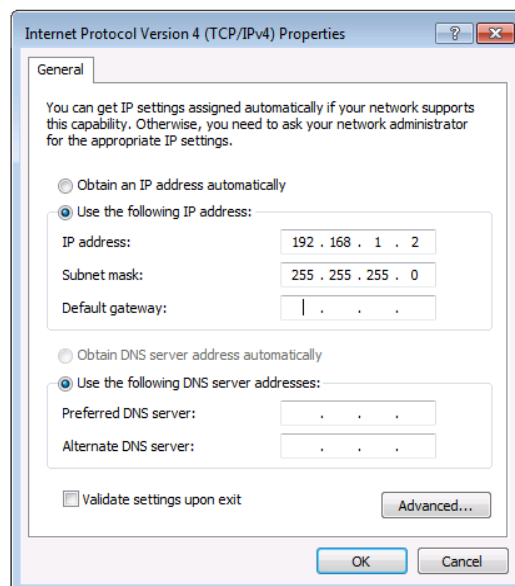 Internet Protocol Version 4 (TCP/IPv4) Properties
General
You can get IP settings assigned automatically if your network supports
this capability. Otherwise, you need to ask your network administrator
for the appropriate IP settings.
Obtain an IP address automatically
Use the following IP address:
IP address: 192 . 168 . 1 . 2
Subnet mask: 255 . 255 . 255 . 0
Default gateway: . . .
Obtain DNS server address automatically
Use the following DNS server addresses:
Preferred DNS server: . . .
Alternate DNS server: . . .
Validate settings upon exit
Advanced...
OK Cancel